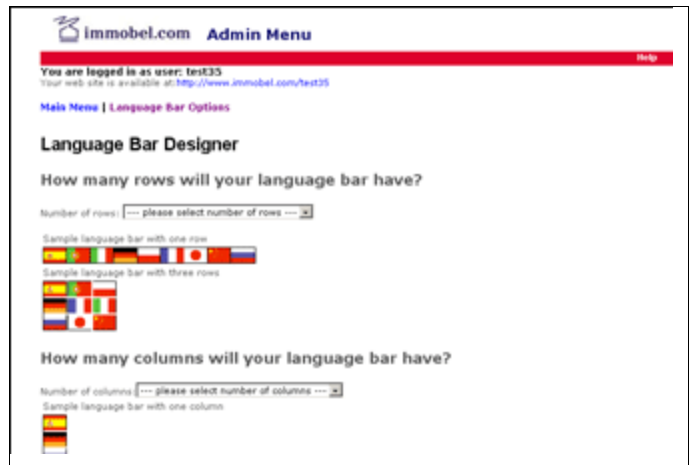 immobel.com Admin Menu
Help
You are logged in as user: test35
Your web site is available at:http://www.immobel.com/test35
Main Menu | Language Bar Options
Language Bar Designer
How many rows will your language bar have?
Number of rows: --- please select number of rows ---
Sample language bar with one row
Sample language bar with three rows
How many columns will your language bar have?
Number of columns: --- please select number of columns ---
Sample language bar with one column